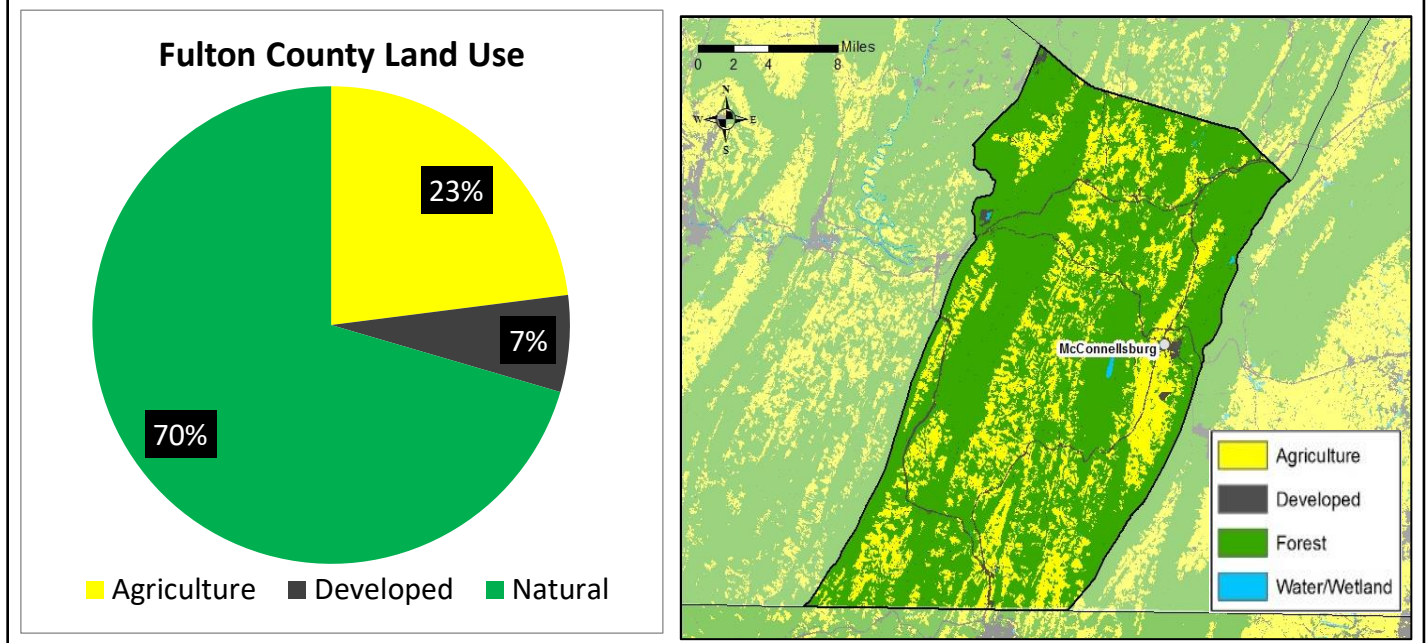 Fulton County Land Use
23%
7%
70%
Agriculture Developed Natural
Miles
0 2 4 8
N
W E
S
McConnellsburg
Agriculture
Developed
Forest
Water/Wetland